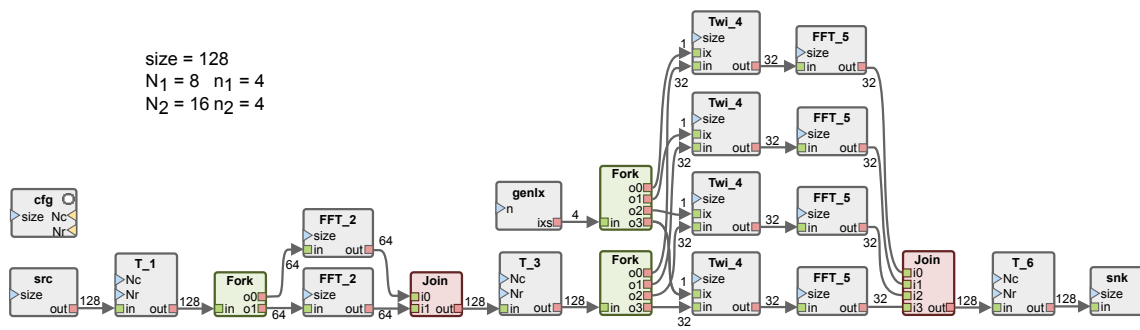 size = 128
N1 = 8 n1 = 4
N2 = 16 n2 = 4
cfg
size Nc
Nr
src
size
out
128
T_1
Nc
Nr
in out
128
Fork
o0
in o1
64
64
FFT_2
size
in out
64
FFT_2
size
in out
64
Join
i0
i1 out
128
T_3
Nc
Nr
in out
128
genIx
n
ixs
4
Fork
o0
o1
o2
in o3
Fork
o0
o1
o2
in o3
1
32
Twi_4
size
ix
in out
32
FFT_5
size
in out
32
1
32
Twi_4
size
ix
in out
32
FFT_5
size
in out
32
1
32
Twi_4
size
ix
in out
32
FFT_5
size
in out
32
1
32
Twi_4
size
ix
in out
32
FFT_5
size
in out
32
Join
i0
i1
i2
i3 out
128
T_6
Nc
Nr
in out
128
snk
size
in